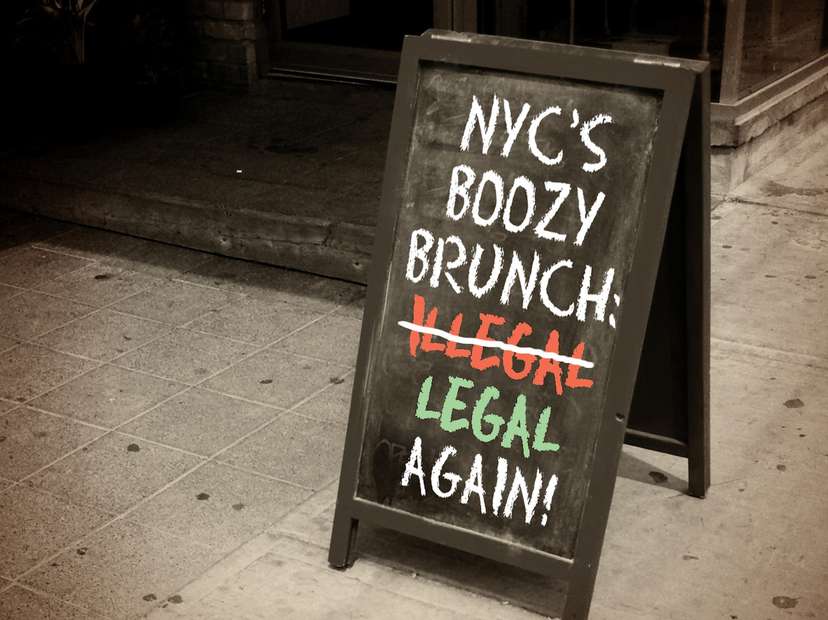 NYC'S
BOOZY
BRUNCH:
ILLEGAL
LEGAL
AGAIN!